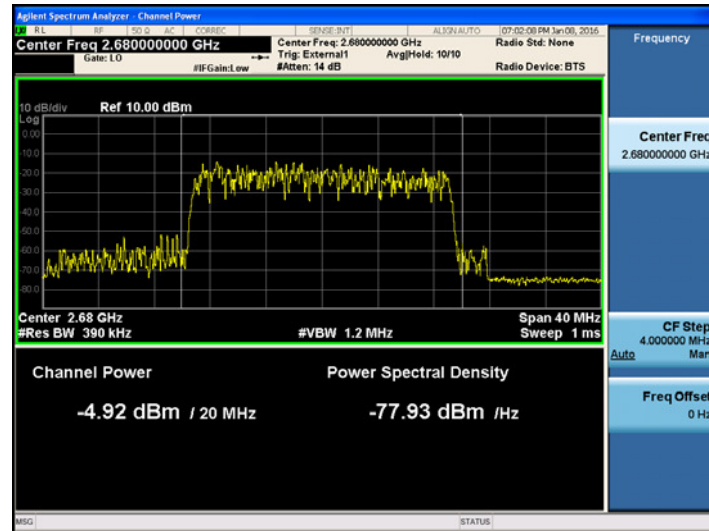 Agilent Spectrum Analyzer - Channel Power
RL RF 50 Ω AC CORREC SENSE:INT ALIGN AUTO 07:02:08 PM Jan 08, 2016
Center Freq 2.680000000 GHz
Gate: LO
#IFGain:Low
Center Freq: 2.680000000 GHz
Trig: External1 Avg|Hold: 10/10
#Atten: 14 dB
Radio Std: None
Radio Device: BTS
10 dB/div Ref 10.00 dBm
Log
0.00
-10.0
-20.0
-30.0
-40.0
-50.0
-60.0
-70.0
-80.0
Center 2.68 GHz Span 40 MHz
#Res BW 390 kHz #VBW 1.2 MHz Sweep 1 ms
Channel Power Power Spectral Density
-4.92 dBm / 20 MHz -77.93 dBm /Hz
MSG STATUS
Frequency
Center Freq
2.680000000 GHz
CF Step
4.000000 MHz
Auto Man
Freq Offset
0 Hz